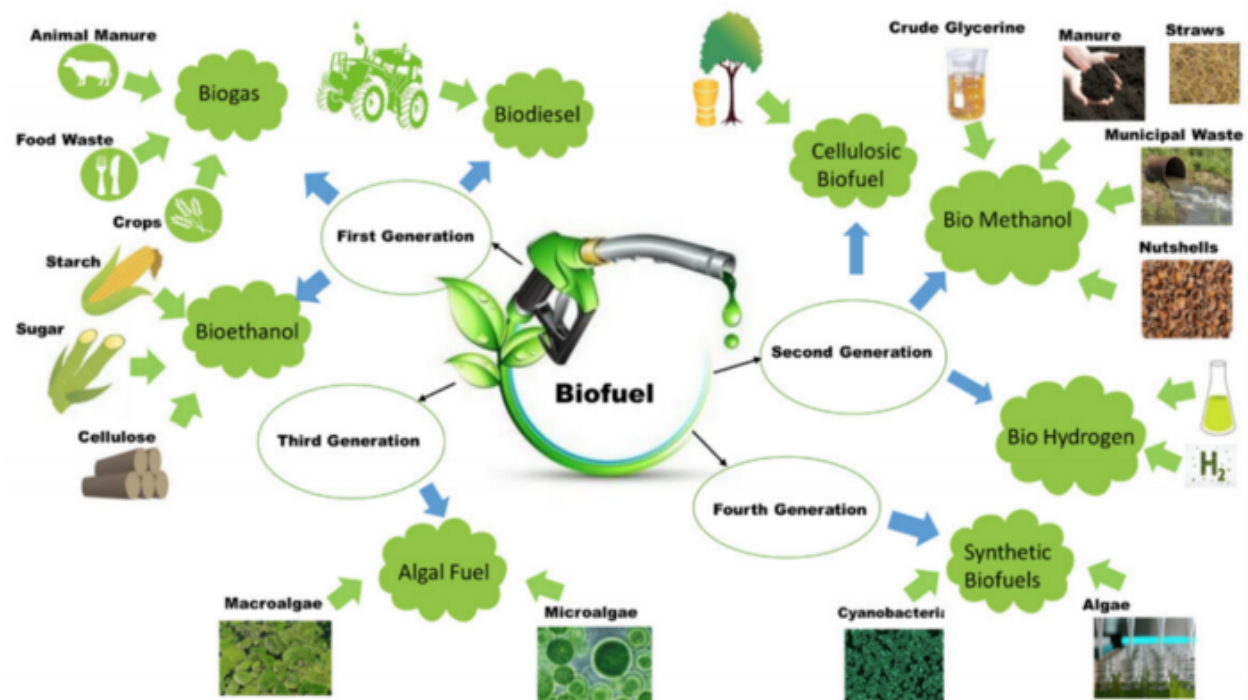 Animal Manure
Biogas
Food Waste
Crops
Biodiesel
First Generation
Starch
Bioethanol
Sugar
Cellulose
Crude Glycerine
Manure
Straws
Cellulosic
Biofuel
Municipal Waste
Bio Methanol
Nutshells
Second Generation
Biofuel
Bio Hydrogen
H2
Third Generation
Fourth Generation
Algal Fuel
Macroalgae
Microalgae
Synthetic
Biofuels
Cyanobacteria
Algae